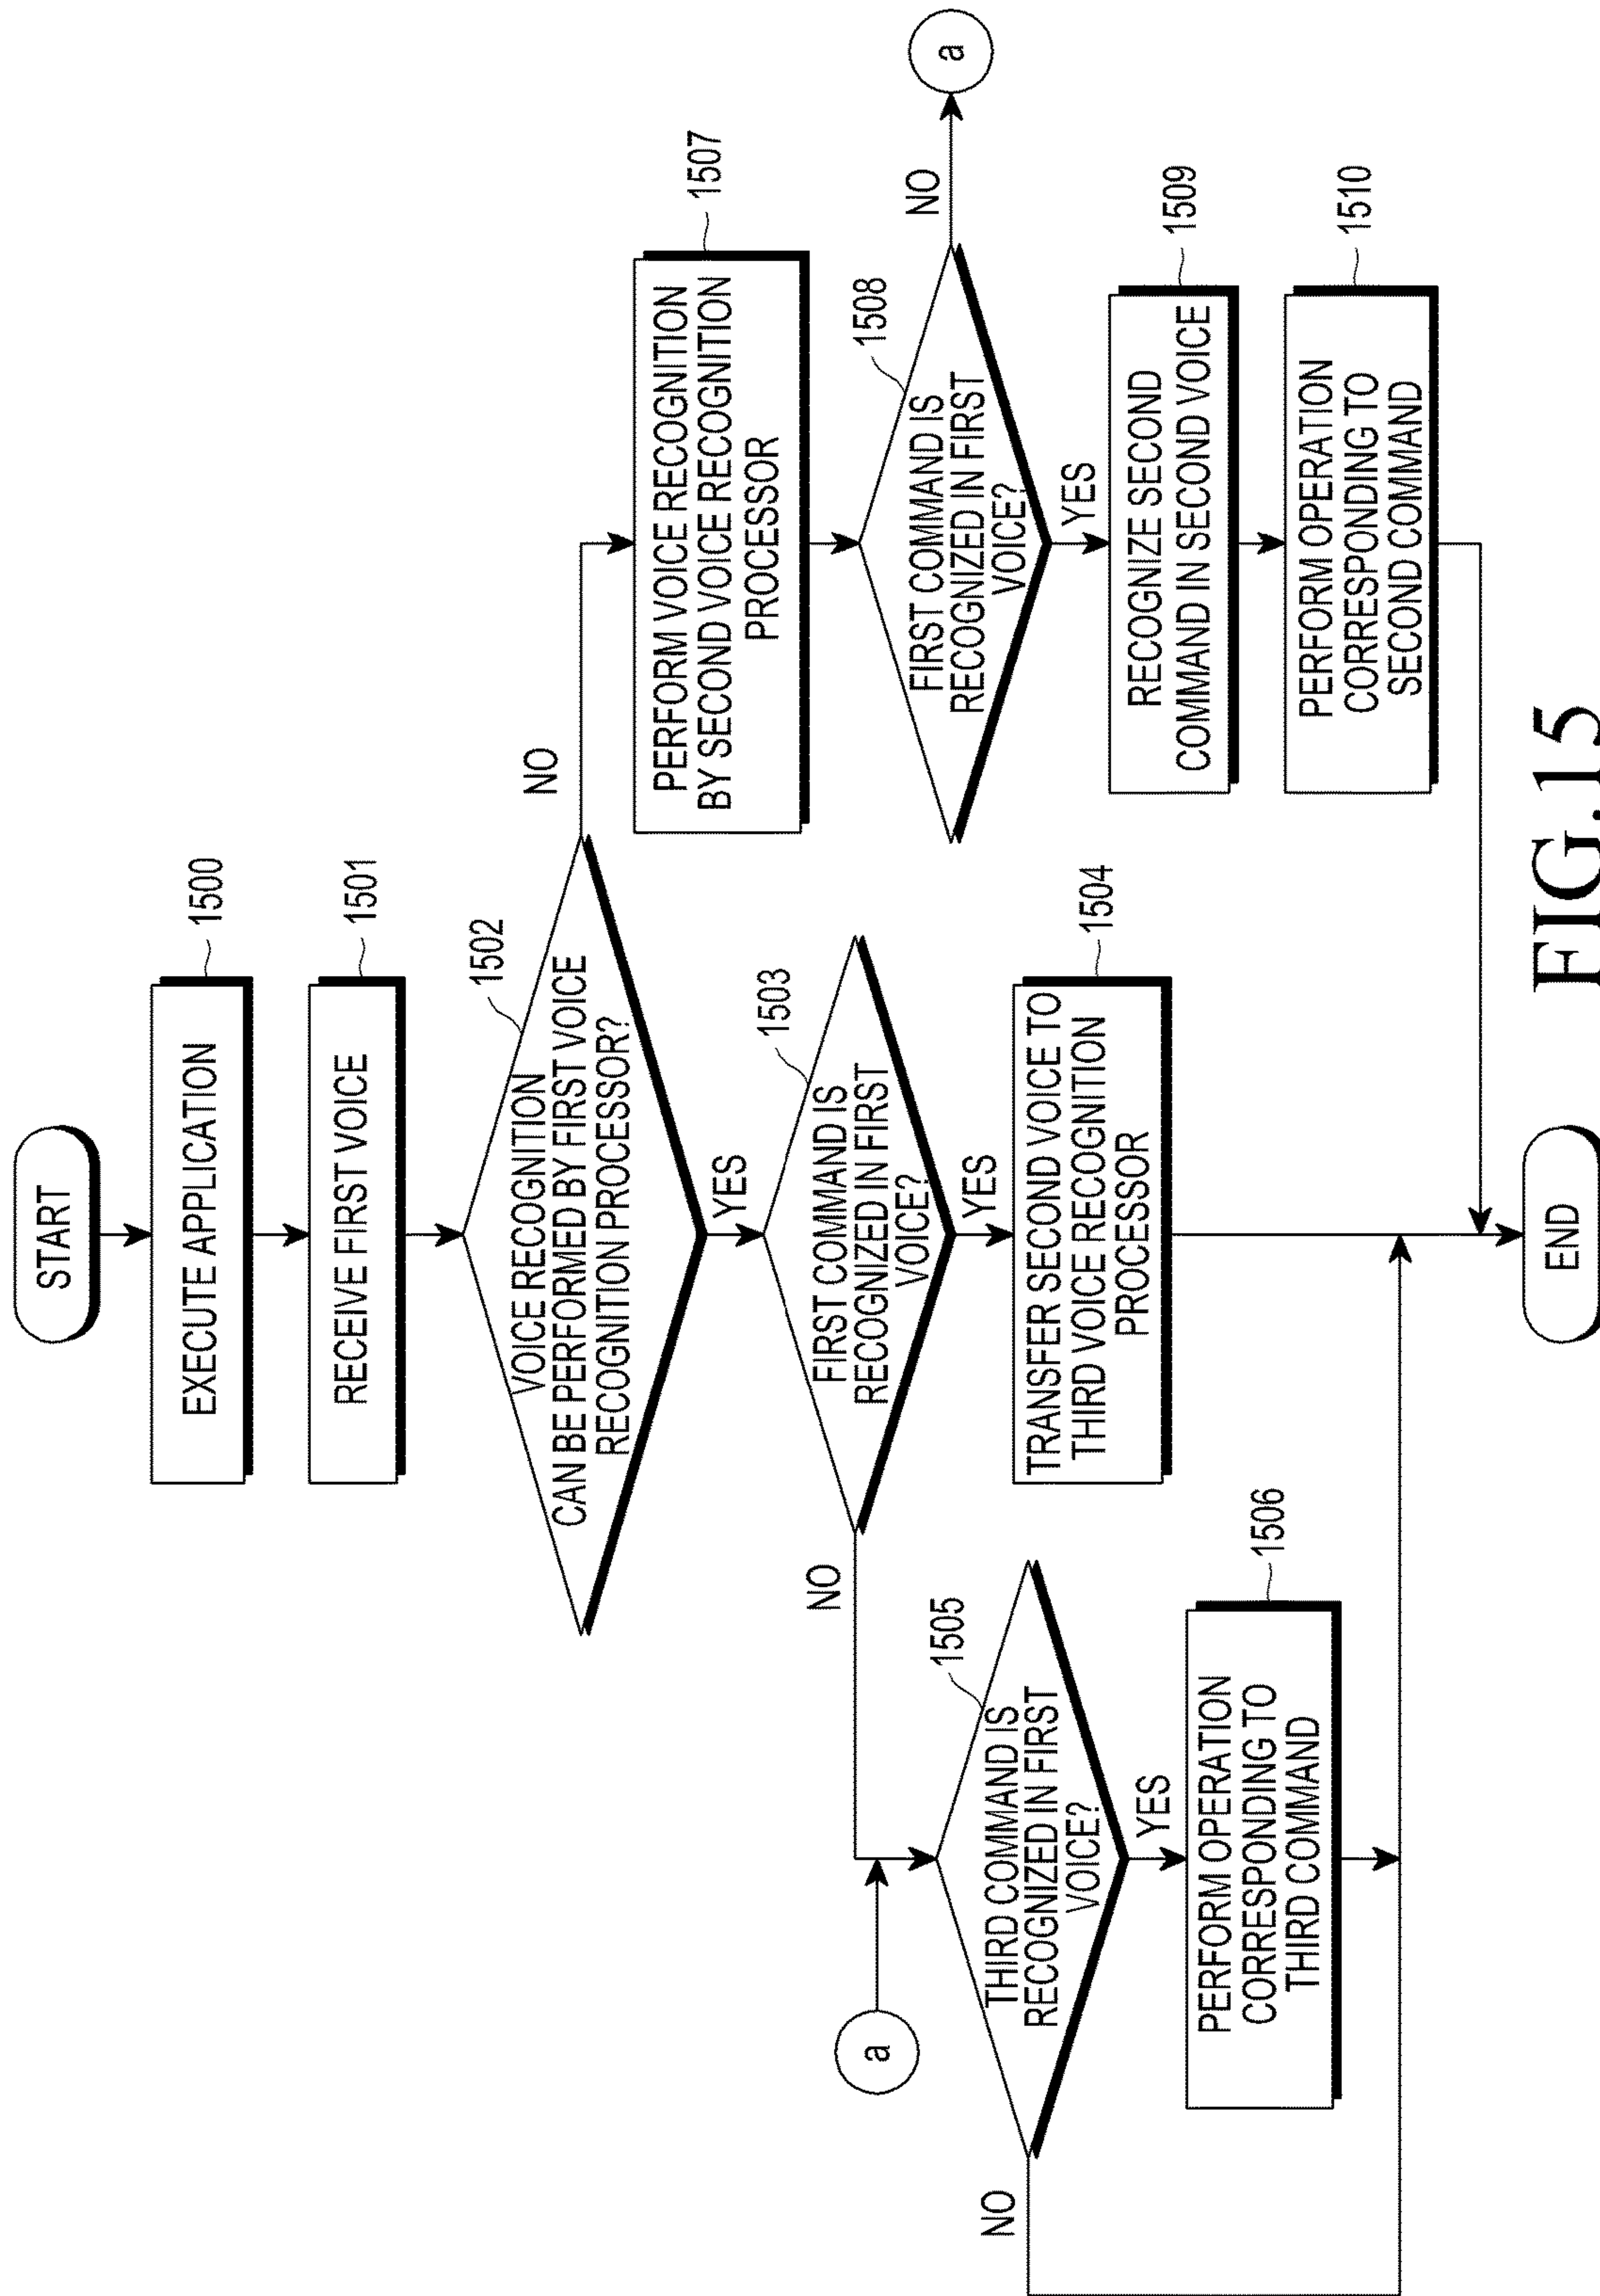 START
EXECUTE APPLICATION
1500
RECEIVE FIRST VOICE
1501
VOICE RECOGNITION
CAN BE PERFORMED BY FIRST VOICE
RECOGNITION PROCESSOR?
1502
NO
YES
FIRST COMMAND IS
RECOGNIZED IN FIRST
VOICE?
1503
NO
YES
TRANSFER SECOND VOICE TO
THIRD VOICE RECOGNITION
PROCESSOR
1504
a
THIRD COMMAND IS
RECOGNIZED IN FIRST
VOICE?
1505
NO
YES
PERFORM OPERATION
CORRESPONDING TO
THIRD COMMAND
1506
PERFORM VOICE RECOGNITION
BY SECOND VOICE RECOGNITION
PROCESSOR
1507
FIRST COMMAND IS
RECOGNIZED IN FIRST
VOICE?
1508
NO
a
YES
RECOGNIZE SECOND
COMMAND IN SECOND VOICE
1509
PERFORM OPERATION
CORRESPONDING TO
SECOND COMMAND
1510
END
FIG.15